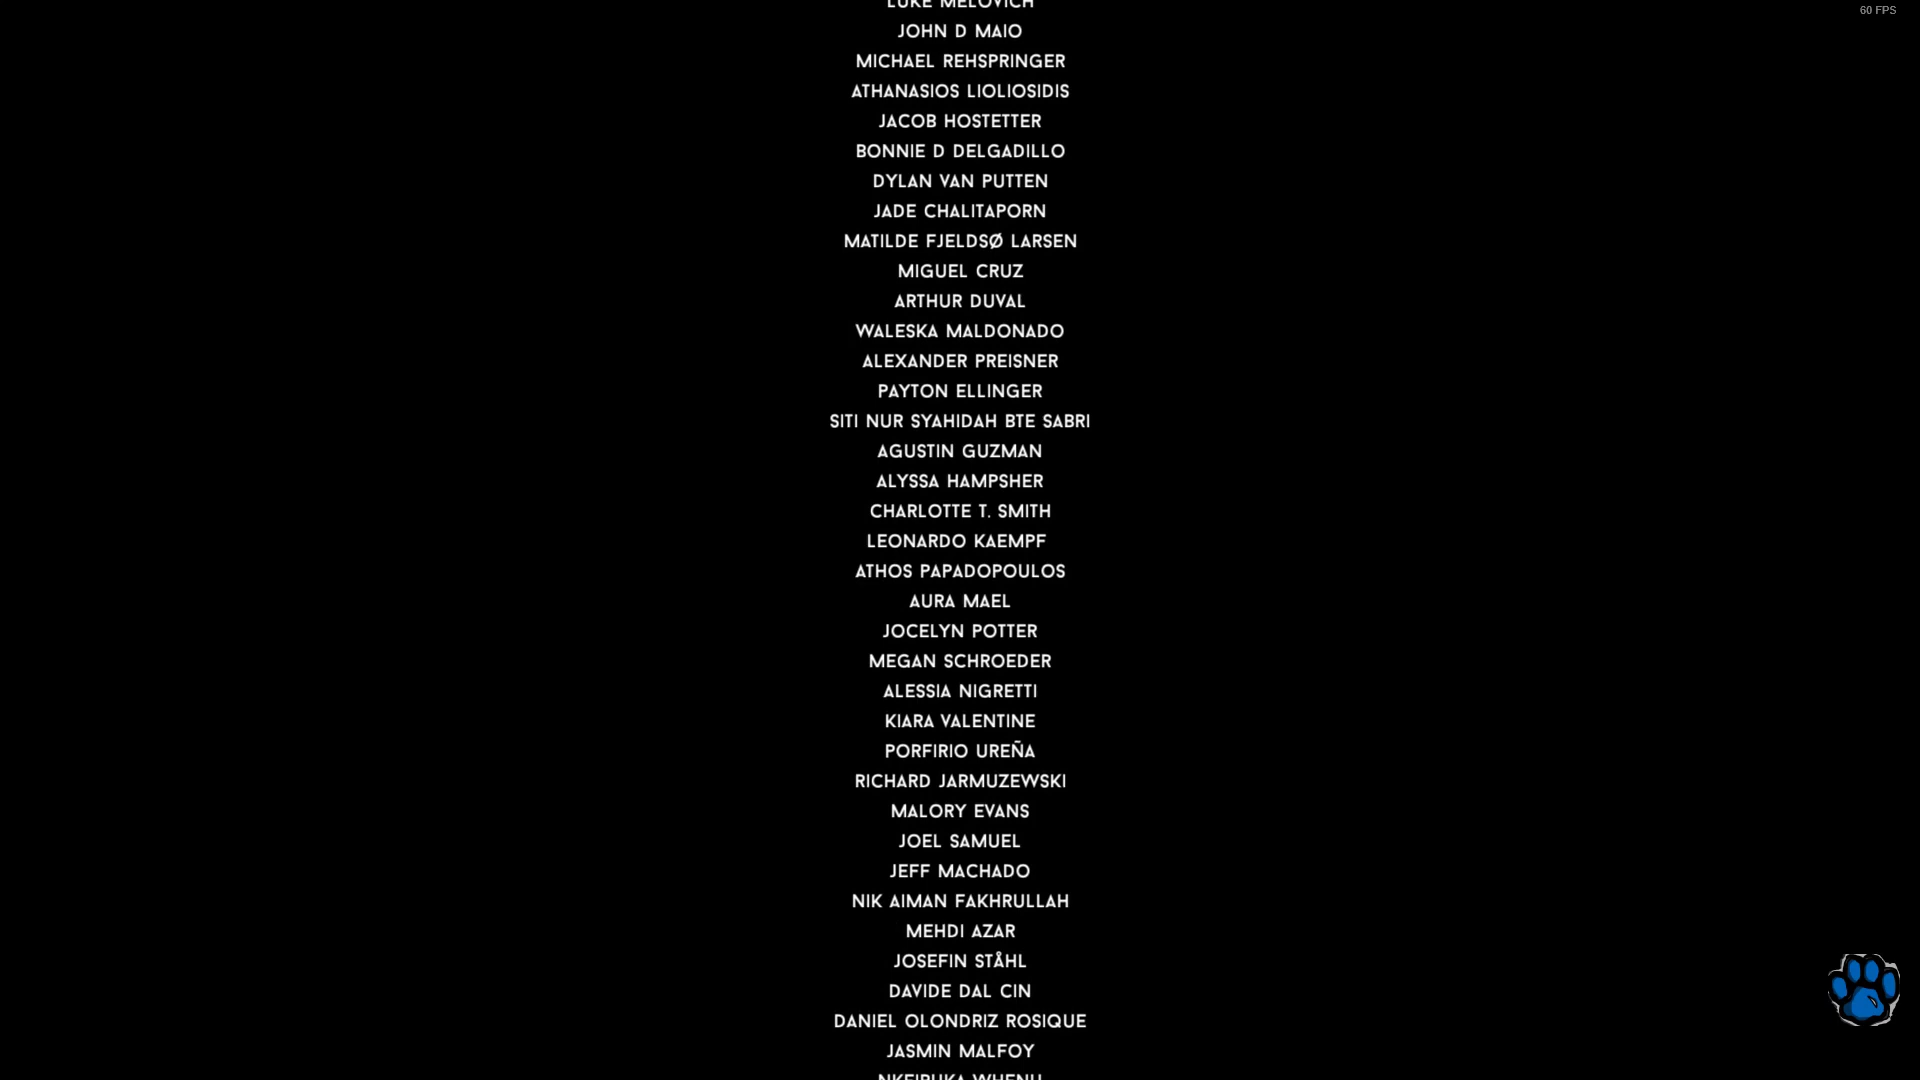 LUKE MELOVICH
60 FPS
JOHN D MAIO
MICHAEL REHSPRINGER
ATHANASIOS LIOLIOSIDIS
JACOB HOSTETTER
BONNIE D DELGADILLO
DYLAN VAN PUTTEN
JADE CHALITAPORN
MATILDE FJELDSØ LARSEN
MIGUEL CRUZ
ARTHUR DUVAL
WALESKA MALDONADO
ALEXANDER PREISNER
PAYTON ELLINGER
SITI NUR SYAHIDAH BTE SABRI
AGUSTIN GUZMAN
ALYSSA HAMPSHER
CHARLOTTE T. SMITH
LEONARDO KAEMPF
ATHOS PAPADOPOULOS
AURA MAEL
JOCELYN POTTER
MEGAN SCHROEDER
ALESSIA NIGRETTI
KIARA VALENTINE
PORFIRIO UREÑA
RICHARD JARMUZEWSKI
MALORY EVANS
JOEL SAMUEL
JEFF MACHADO
NIK AIMAN FAKHRULLAH
MEHDI AZAR
JOSEFIN STÅHL
DAVIDE DAL CIN
DANIEL OLONDRIZ ROSIQUE
JASMIN MALFOY